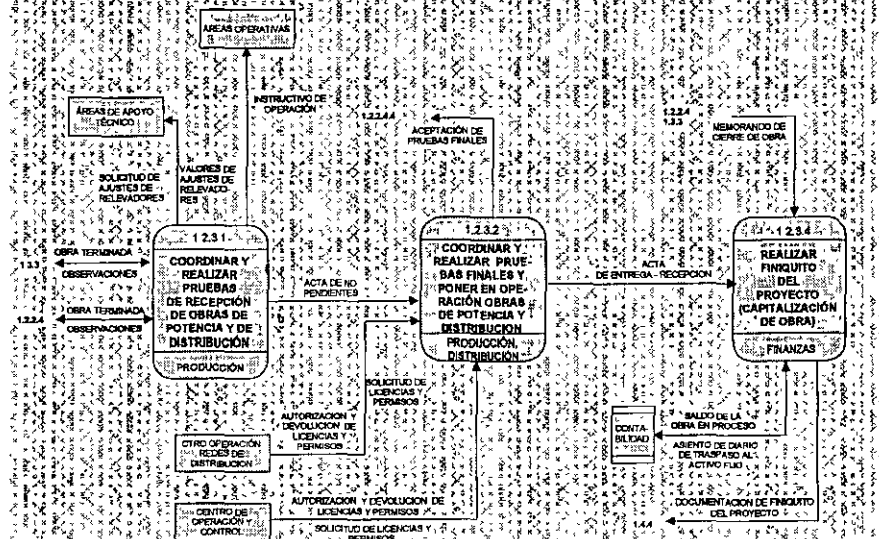 ÁREAS OPERATIVAS
INSTRUCTIVO DE
OPERACIÓN
ÁREAS DE APOYO
TÉCNICO
SOLICITUD DE
AJUSTES DE
RELEVADORES
VALORES DE
AJUSTES DE
RELEVADO-
RES
1.2.2.4
ACEPTACIÓN DE
PRUEBAS FINALES
1.2.2.4
1.3.3
MEMORANDO DE
CIERRE DE OBRA
1.3.3
OBRA TERMINADA
OBSERVACIONES
1.2.2.4
OBRA TERMINADA
OBSERVACIONES
1.2.3.1
COORDINAR Y
REALIZAR
PRUEBAS
DE RECEPCIÓN
DE OBRAS DE
POTENCIA Y DE
DISTRIBUCIÓN
PRODUCCIÓN
ACTA DE NO
PENDIENTES
1.2.3.2
COORDINAR Y
REALIZAR PRUE-
BAS FINALES Y
PONER EN OPE-
RACIÓN OBRAS
DE POTENCIA Y
DISTRIBUCION
PRODUCCIÓN,
DISTRIBUCIÓN
ACTA
DE ENTREGA - RECEPCION
1.2.3.4
REALIZAR
FINIQUITO
DEL
PROYECTO
(CAPITALIZACIÓN
DE OBRA)
FINANZAS
SOLICITUD DE
LICENCIAS Y
PERMISOS
AUTORIZACION Y
DEVOLUCION DE
LICENCIAS Y
PERMISOS
CTRO OPERACIÓN
REDES DE
DISTRIBUCION
CENTRO DE
OPERACIÓN Y
CONTROL
AUTORIZACION Y DEVOLUCION DE
LICENCIAS Y PERMISOS
SOLICITUD DE LICENCIAS Y
PERMISOS
CONTA-
BILIDAD
SALDO DE LA
OBRA EN PROCESO
ASIENTO DE DIARIO
DE TRASPASO AL
ACTIVO FIJO
DOCUMENTACION DE FINIQUITO
DEL PROYECTO
1.4.4